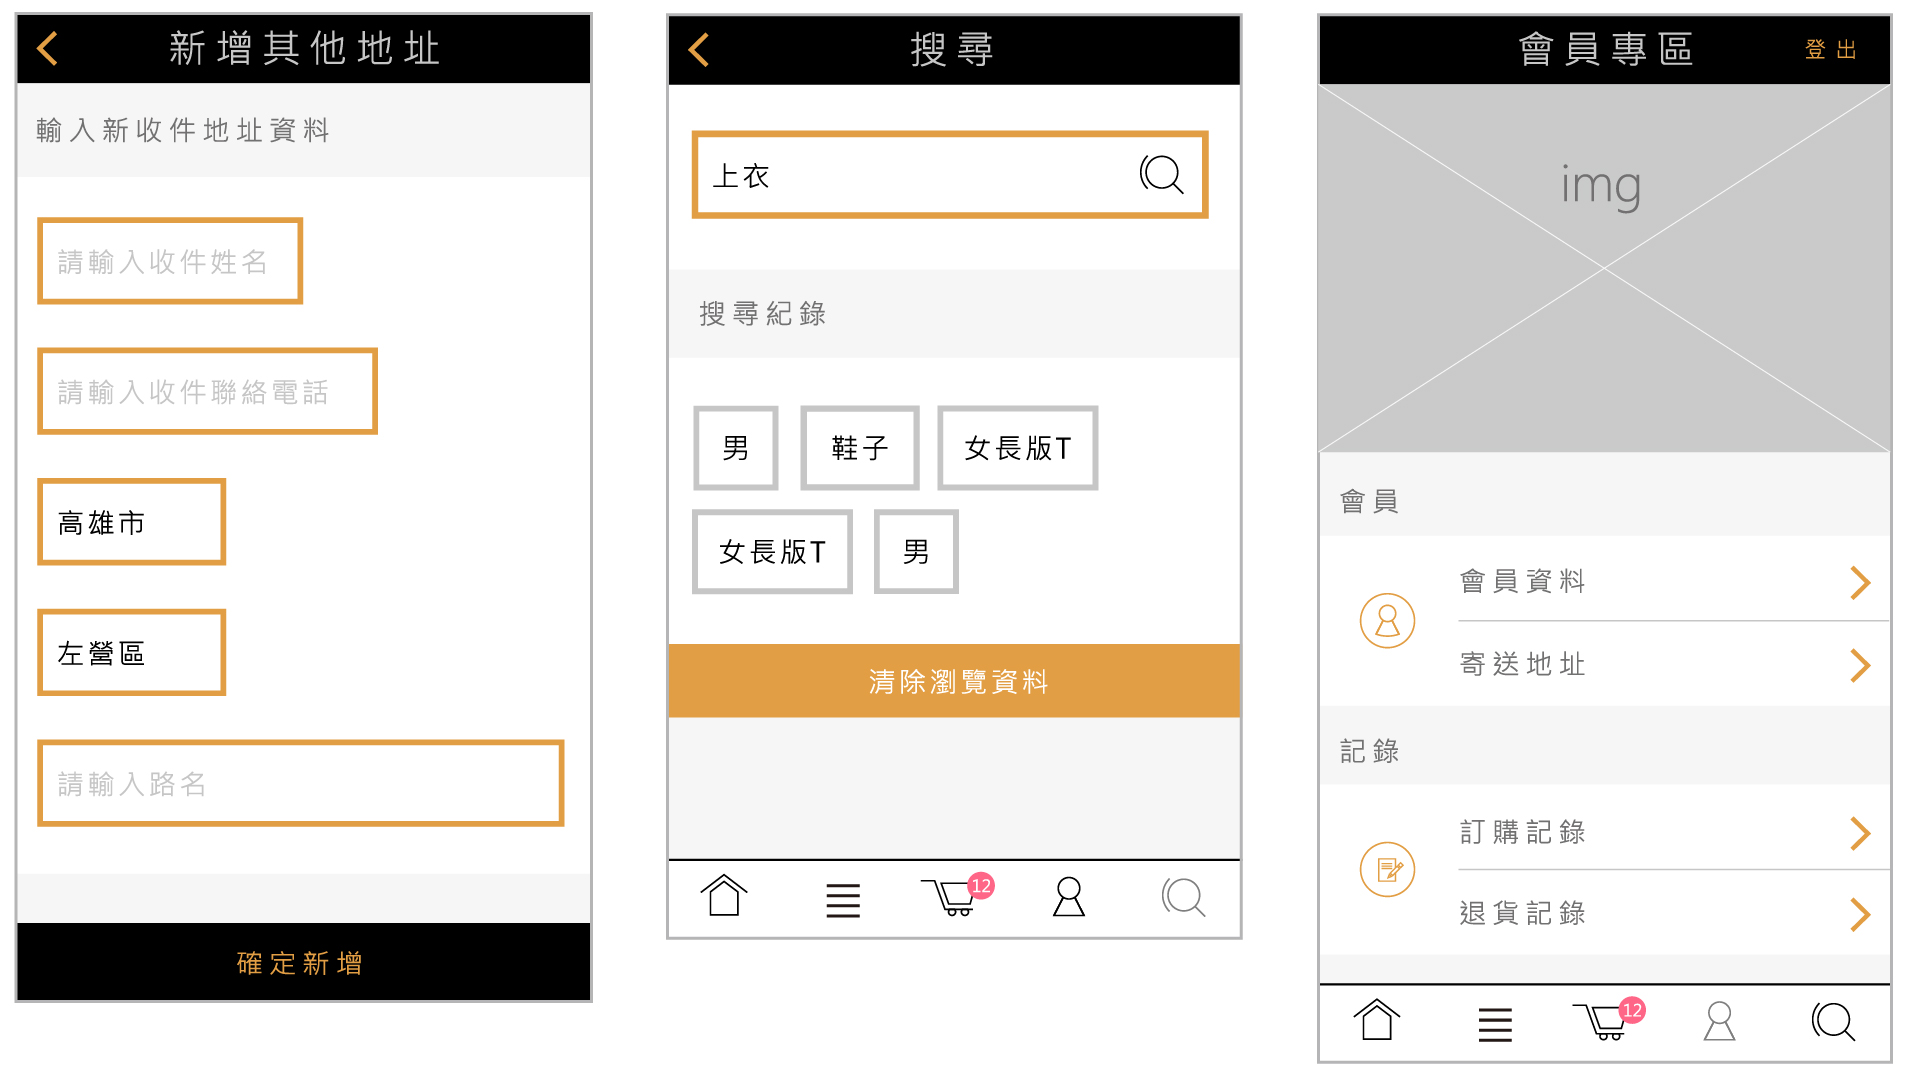 新增其他地址
輸入新收件地址資料
請輸入收件姓名
請輸入收件聯絡電話
高雄市
左營區
請輸入路名
確定新增
搜尋
上衣
搜尋紀錄
男 鞋子 女長版T
女長版T 男
清除瀏覽資料
12
會員專區 登出
img
會員
會員資料
寄送地址
記錄
訂購記錄
退貨記錄
12